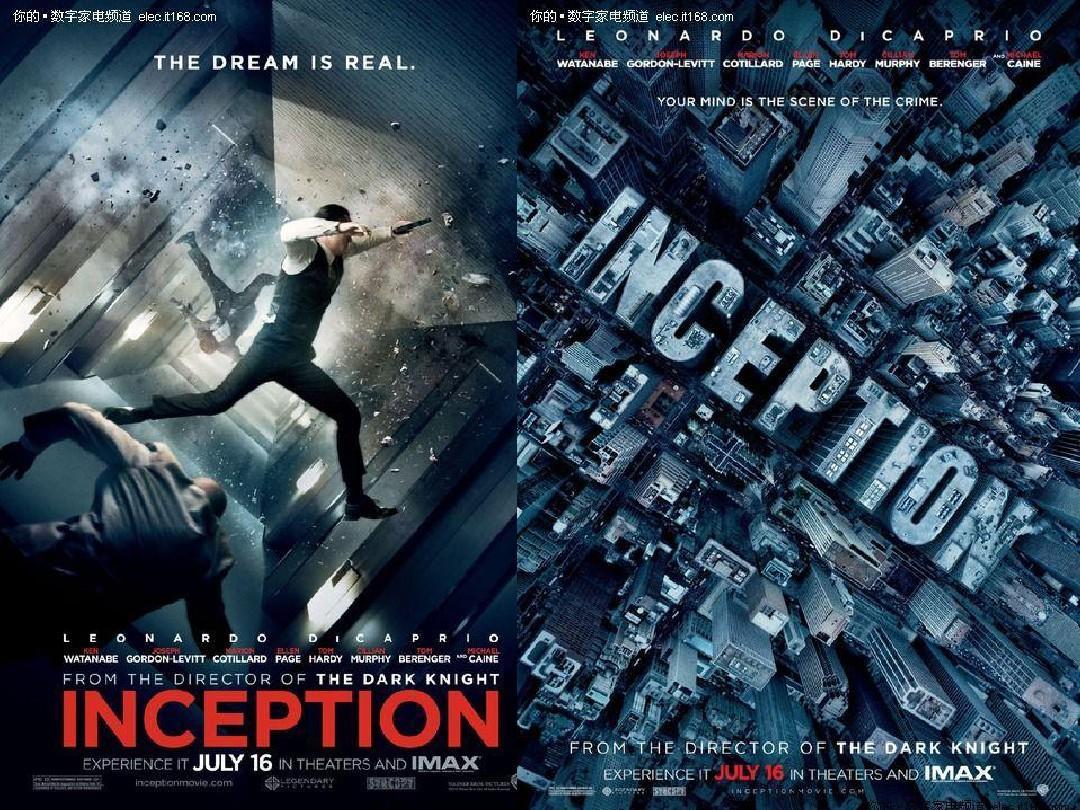 你的·数字家电频道 elec.it168.com
THE DREAM IS REAL.
LEONARDO DiCAPRIO
KEN WATANABE JOSEPH GORDON-LEVITT MARION COTILLARD ELLEN PAGE TOM HARDY CILLIAN MURPHY TOM BERENGER AND MICHAEL CAINE
FROM THE DIRECTOR OF THE DARK KNIGHT
INCEPTION
EXPERIENCE IT JULY 16 IN THEATERS AND IMAX
inceptionmovie.com LEGENDARY SYNCOPY
你的·数字家电频道 elec.it168.com
LEONARDO DiCAPRIO
KEN WATANABE JOSEPH GORDON-LEVITT MARION COTILLARD ELLEN PAGE TOM HARDY CILLIAN MURPHY TOM BERENGER AND MICHAEL CAINE
YOUR MIND IS THE SCENE OF THE CRIME.
INCEPTION
FROM THE DIRECTOR OF THE DARK KNIGHT
EXPERIENCE IT JULY 16 IN THEATERS AND IMAX
SYNCOPY INCEPTIONMOVIE.COM